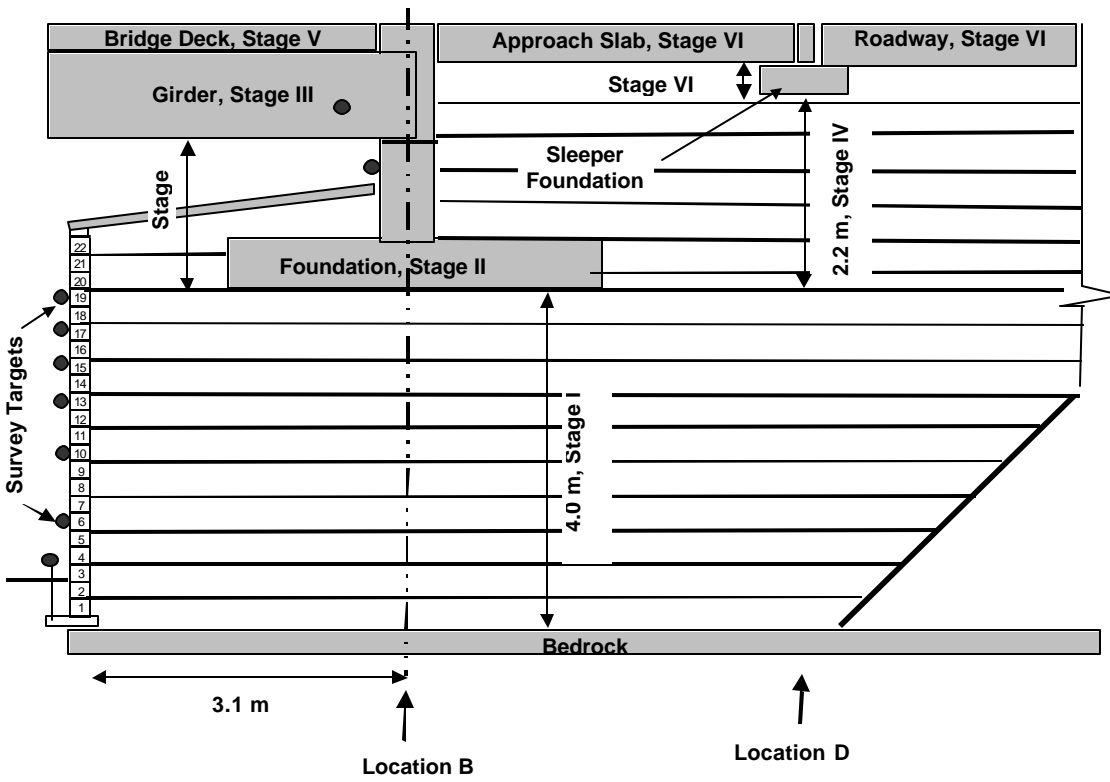 Bridge Deck, Stage V
Approach Slab, Stage VI
Roadway, Stage VI
Girder, Stage III
Stage VI
Sleeper
Foundation
2.2 m, Stage IV
Stage
Foundation, Stage II
22
21
20
19
18
17
16
15
14
13
12
11
10
9
8
7
6
5
4
3
2
1
Survey Targets
4.0 m, Stage I
Bedrock
3.1 m
Location B
Location D